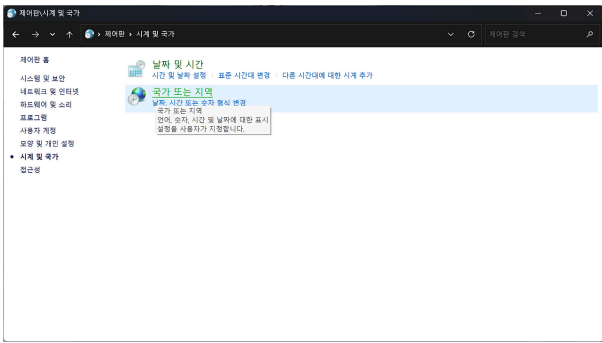 제어판\시계 및 국가
제어판 › 시계 및 국가
제어판 검색
제어판 홈
시스템 및 보안
네트워크 및 인터넷
하드웨어 및 소리
프로그램
사용자 계정
모양 및 개인 설정
시계 및 국가
접근성
날짜 및 시간
시간 및 날짜 설정 | 표준 시간대 변경 | 다른 시간대에 대한 시계 추가
국가 또는 지역
날짜, 시간 또는 숫자 형식 변경
국가 또는 지역
언어, 숫자, 시간 및 날짜에 대한 표시
설정을 사용자가 지정합니다.